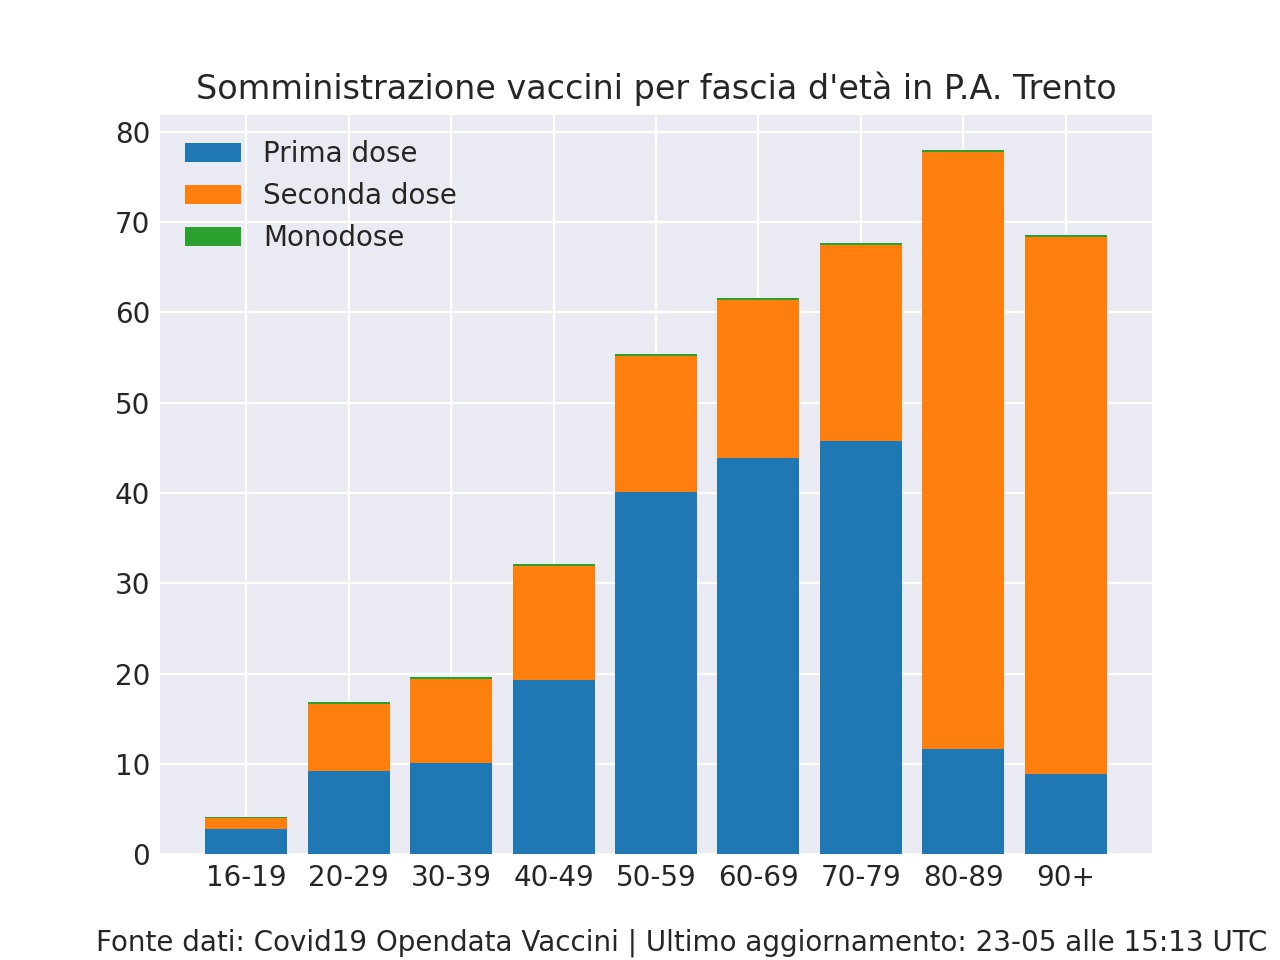 Somministrazione vaccini per fascia d'età in P.A. Trento
80
70
60
50
40
30
20
10
0
Prima dose
Seconda dose
Monodose
16-19 20-29 30-39 40-49 50-59 60-69 70-79 80-89 90+
Fonte dati: Covid19 Opendata Vaccini | Ultimo aggiornamento: 23-05 alle 15:13 UTC